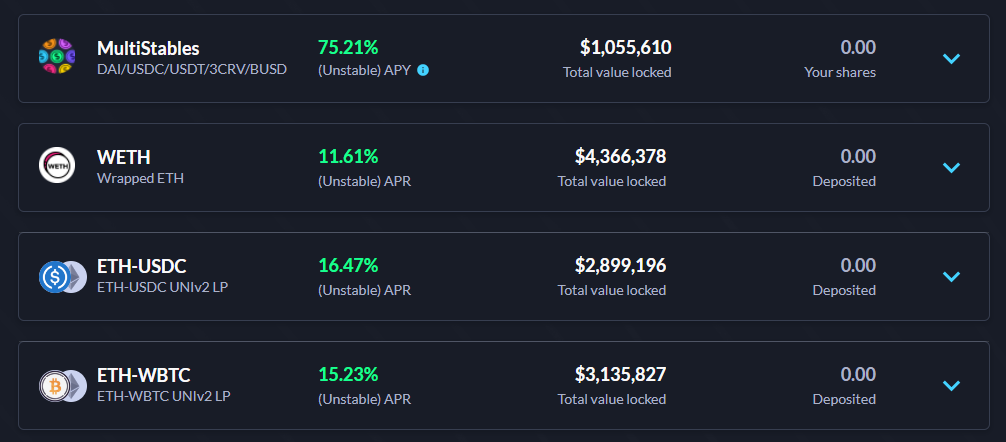 MultiStables 75.21% $1,055,610 0.00
DAI/USDC/USDT/3CRV/BUSD (Unstable) APY Total value locked Your shares
WETH 11.61% $4,366,378 0.00
WETH
Wrapped ETH (Unstable) APR Total value locked Deposited
ETH-USDC 16.47% $2,899,196 0.00
ETH-USDC UNIv2 LP (Unstable) APR Total value locked Deposited
ETH-WBTC 15.23% $3,135,827 0.00
ETH-WBTC UNIv2 LP (Unstable) APR Total value locked Deposited